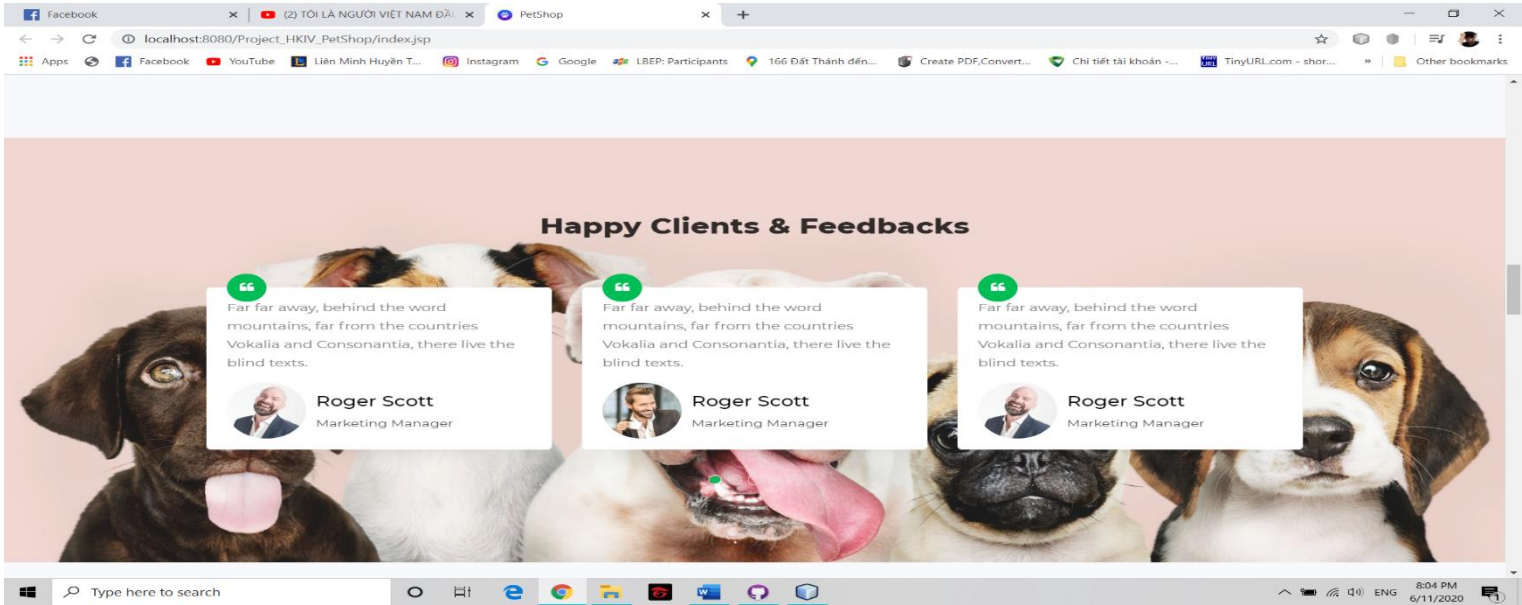 Facebook
(2) TÔI LÀ NGƯỜI VIỆT NAM ĐẦU
PetShop
localhost:8080/Project_HKIV_PetShop/index.jsp
Apps
Facebook
YouTube
Liên Minh Huyền T...
Instagram
Google
LBEP: Participants
166 Đất Thánh đến...
Create PDF,Convert...
Chi tiết tài khoản -...
TinyURL.com - shor...
Other bookmarks
Happy Clients & Feedbacks
Far far away, behind the word
mountains, far from the countries
Vokalia and Consonantia, there live the
blind texts.
Roger Scott
Marketing Manager
Far far away, behind the word
mountains, far from the countries
Vokalia and Consonantia, there live the
blind texts.
Roger Scott
Marketing Manager
Far far away, behind the word
mountains, far from the countries
Vokalia and Consonantia, there live the
blind texts.
Roger Scott
Marketing Manager
Type here to search
ENG
8:04 PM
6/11/2020